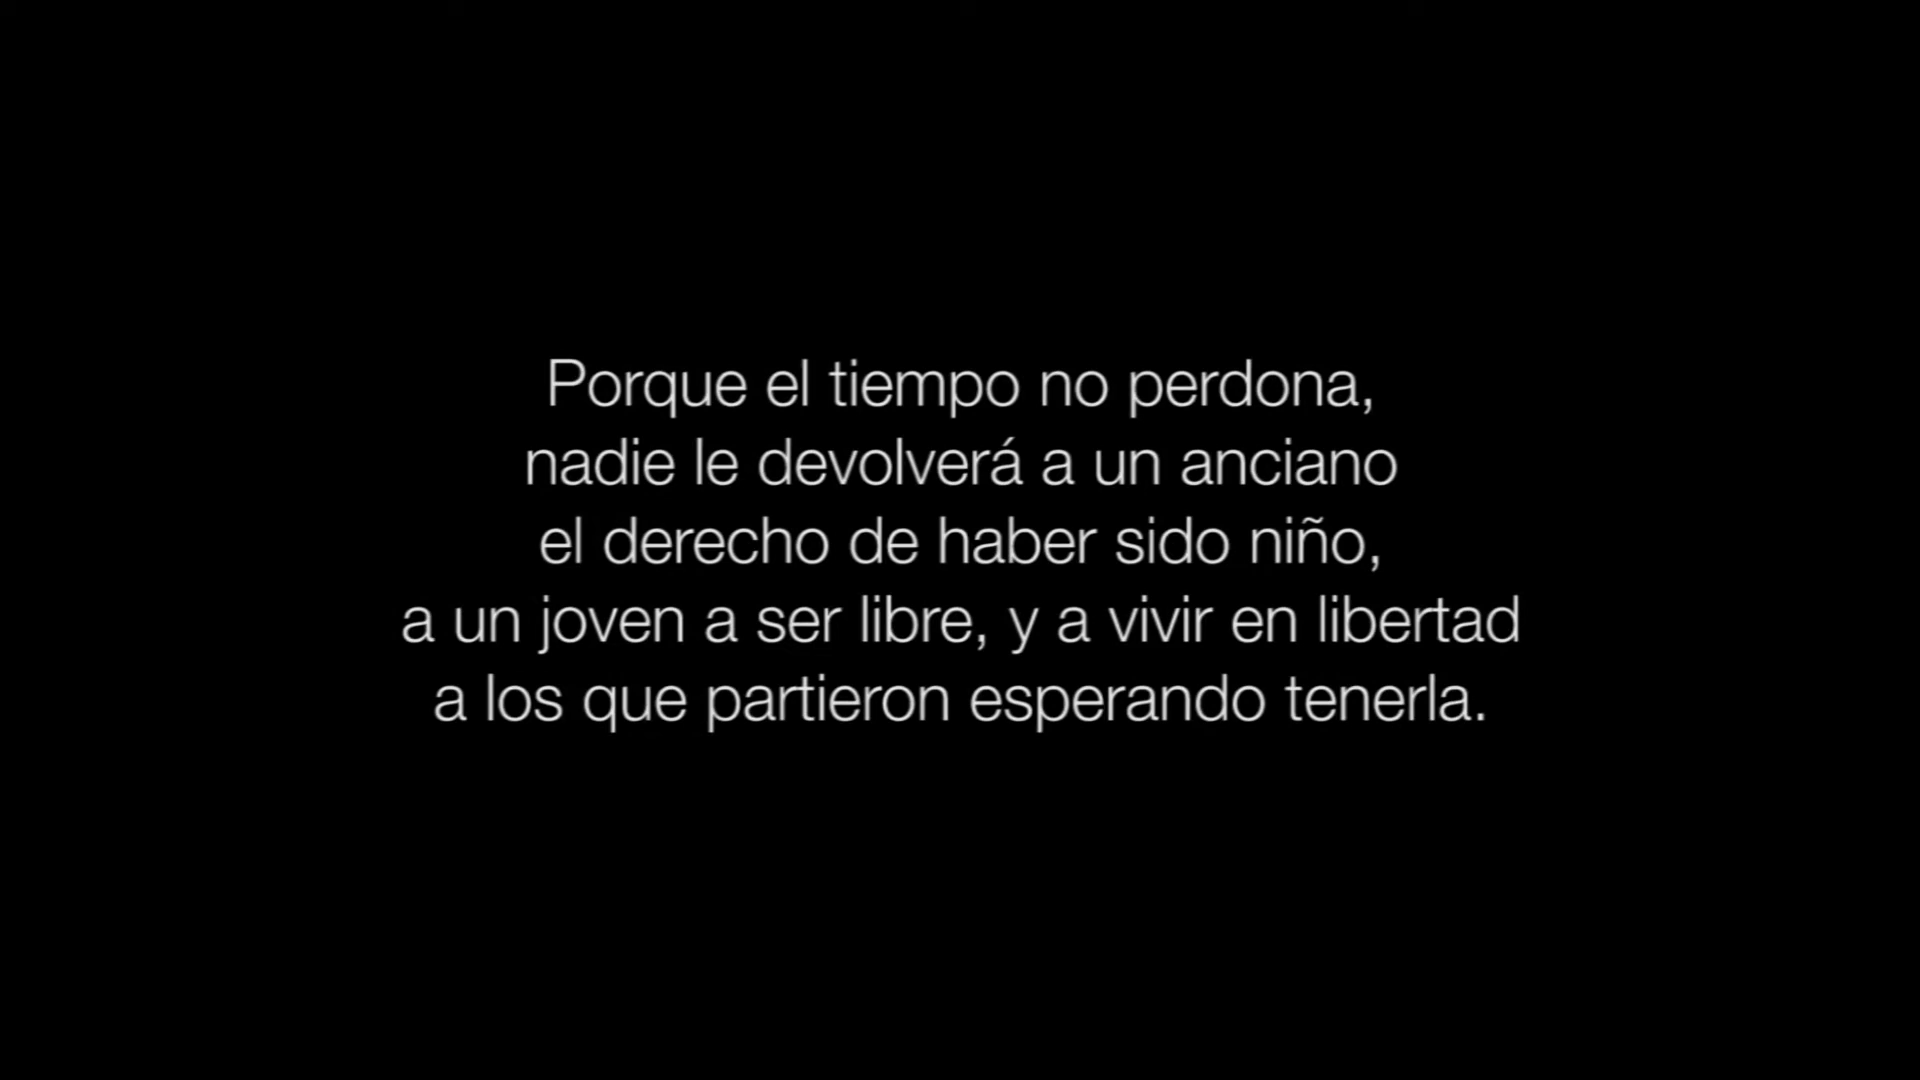 Porque el tiempo no perdona,
nadie le devolverá a un anciano
el derecho de haber sido niño,
a un joven a ser libre, y a vivir en libertad
a los que partieron esperando tenerla.